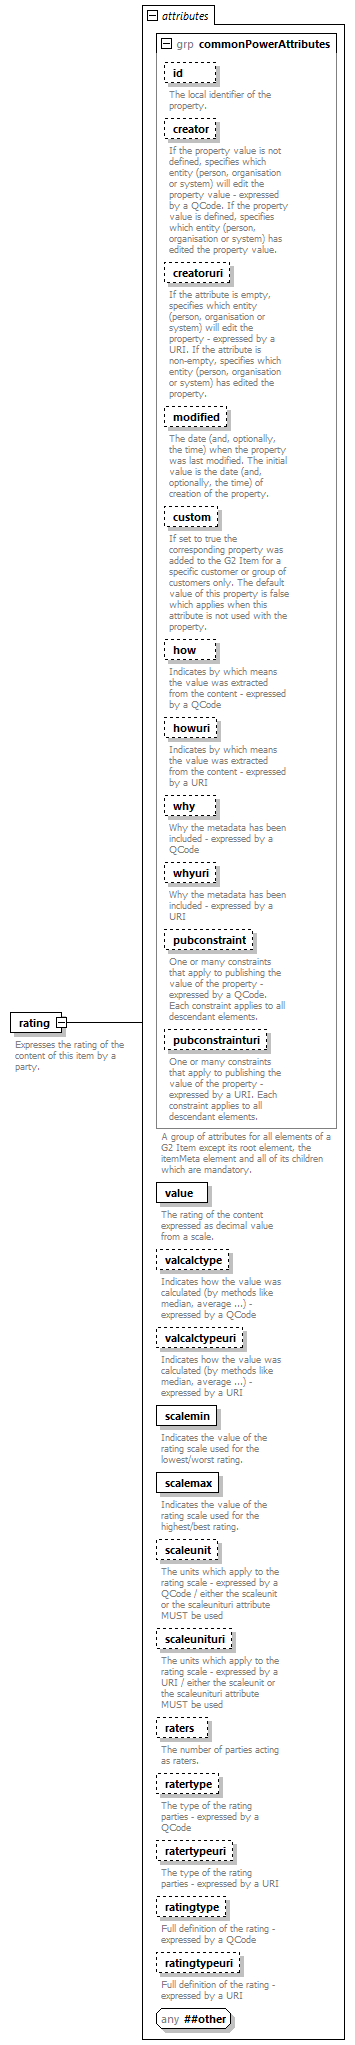 attributes
grp commonPowerAttributes
id
The local identifier of the
property.
creator
If the property value is not
defined, specifies which
entity (person, organisation
or system) will edit the
property value - expressed
by a QCode. If the property
value is defined, specifies
which entity (person,
organisation or system) has
edited the property value.
creatoruri
If the attribute is empty,
specifies which entity
(person, organisation or
system) will edit the
property - expressed by a
URI. If the attribute is
non-empty, specifies which
entity (person, organisation
or system) has edited the
property.
modified
The date (and, optionally,
the time) when the property
was last modified. The initial
value is the date (and,
optionally, the time) of
creation of the property.
custom
If set to true the
corresponding property was
added to the G2 Item for a
specific customer or group of
customers only. The default
value of this property is false
which applies when this
attribute is not used with the
property.
how
Indicates by which means
the value was extracted
from the content - expressed
by a QCode
howuri
Indicates by which means
the value was extracted
from the content - expressed
by a URI
why
Why the metadata has been
included - expressed by a
QCode
whyuri
Why the metadata has been
included - expressed by a
URI
pubconstraint
One or many constraints
that apply to publishing the
value of the property -
expressed by a QCode.
Each constraint applies to all
descendant elements.
pubconstrainturi
One or many constraints
that apply to publishing the
value of the property -
expressed by a URI. Each
constraint applies to all
descendant elements.
rating
Expresses the rating of the
content of this item by a
party.
A group of attributes for all elements of a
G2 Item except its root element, the
itemMeta element and all of its children
which are mandatory.
value
The rating of the content
expressed as decimal value
from a scale.
valcalctype
Indicates how the value was
calculated (by methods like
median, average ...) -
expressed by a QCode
valcalctypeuri
Indicates how the value was
calculated (by methods like
median, average ...) -
expressed by a URI
scalemin
Indicates the value of the
rating scale used for the
lowest/worst rating.
scalemax
Indicates the value of the
rating scale used for the
highest/best rating.
scaleunit
The units which apply to the
rating scale - expressed by a
QCode / either the scaleunit
or the scaleunituri attribute
MUST be used
scaleunituri
The units which apply to the
rating scale - expressed by a
URI / either the scaleunit or
the scaleunituri attribute
MUST be used
raters
The number of parties acting
as raters.
ratertype
The type of the rating
parties - expressed by a
QCode
ratertypeuri
The type of the rating
parties - expressed by a URI
ratingtype
Full definition of the rating -
expressed by a QCode
ratingtypeuri
Full definition of the rating -
expressed by a URI
any ##other